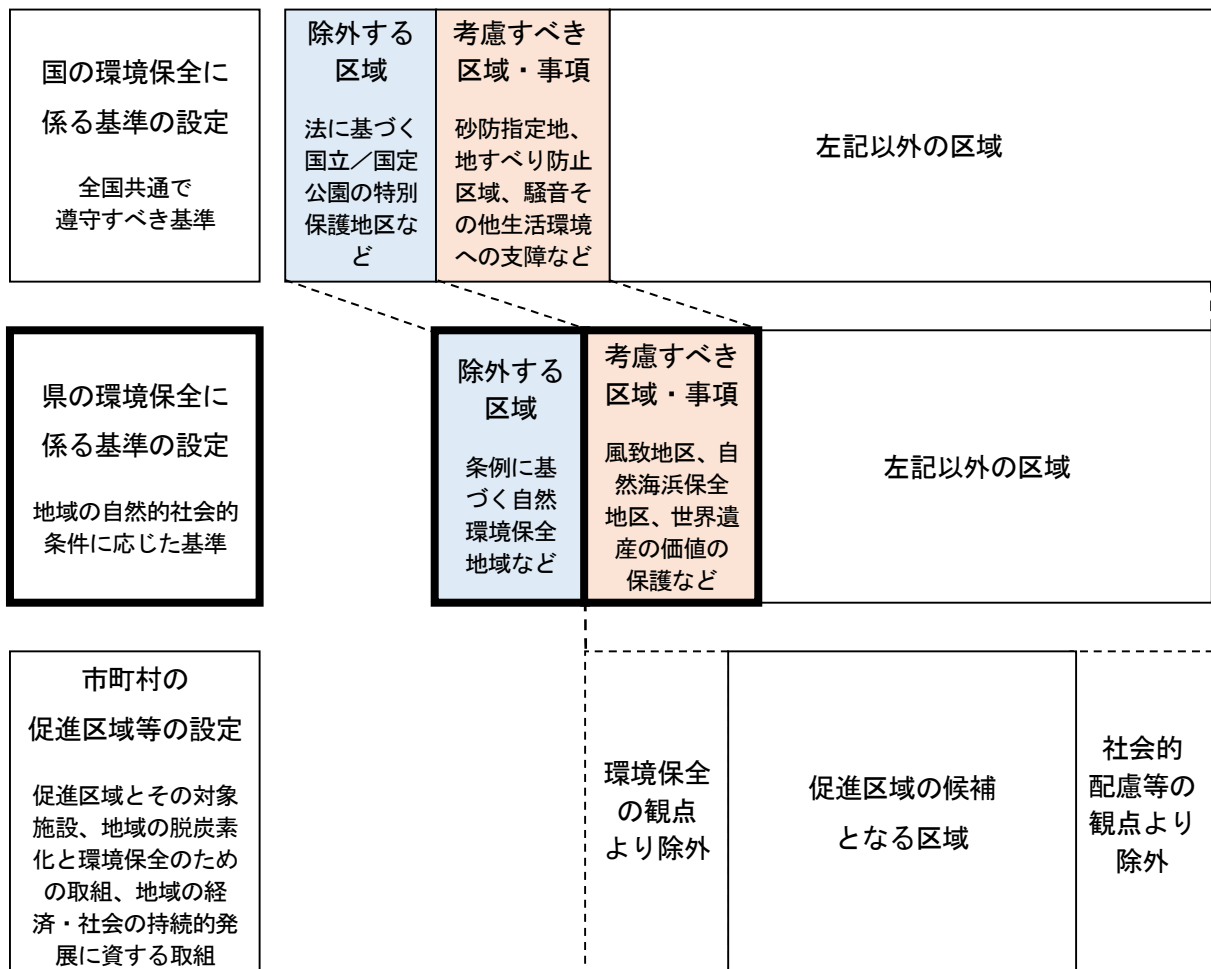 国の環境保全に
係る基準の設定
全国共通で
遵守すべき基準
除外する
区域
法に基づく
国立／国定
公園の特別
保護地区な
ど
考慮すべき
区域・事項
砂防指定地、
地すべり防止
区域、騒音そ
の他生活環境
への支障など
左記以外の区域
県の環境保全に
係る基準の設定
地域の自然的社会的
条件に応じた基準
除外する
区域
条例に基
づく自然
環境保全
地域など
考慮すべき
区域・事項
風致地区、自
然海浜保全
地区、世界遺
産の価値の
保護など
左記以外の区域
市町村の
促進区域等の設定
促進区域とその対象
施設、地域の脱炭素
化と環境保全のため
の取組、地域の経
済・社会の持続的発
展に資する取組
環境保全
の観点
より除外
促進区域の候補
となる区域
社会的
配慮等の
観点より
除外